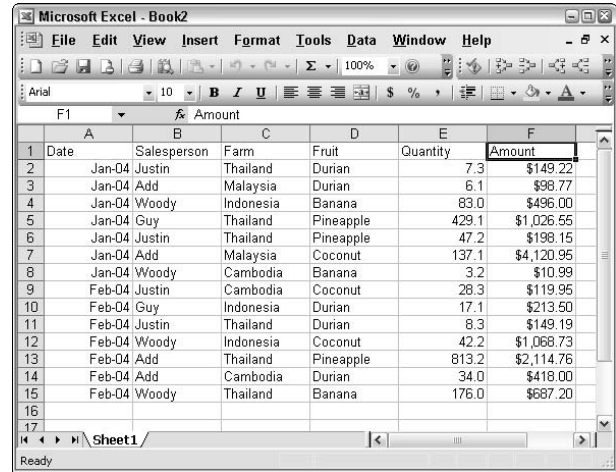 Microsoft Excel - Book2
File Edit View Insert Format Tools Data Window Help
Σ 100%
Arial 10 B I U $ % , A
F1 fx Amount
A B C D E F
1 Date Salesperson Farm Fruit Quantity Amount
2 Jan-04 Justin Thailand Durian 7.3 $149.22
3 Jan-04 Add Malaysia Durian 6.1 $98.77
4 Jan-04 Woody Indonesia Banana 83.0 $496.00
5 Jan-04 Guy Thailand Pineapple 429.1 $1,026.55
6 Jan-04 Justin Thailand Pineapple 47.2 $198.15
7 Jan-04 Add Malaysia Coconut 137.1 $4,120.95
8 Jan-04 Woody Cambodia Banana 3.2 $10.99
9 Feb-04 Justin Cambodia Coconut 28.3 $119.95
10 Feb-04 Guy Indonesia Durian 17.1 $213.50
11 Feb-04 Justin Thailand Durian 8.3 $149.19
12 Feb-04 Woody Indonesia Coconut 42.2 $1,068.73
13 Feb-04 Add Thailand Pineapple 813.2 $2,114.76
14 Feb-04 Add Cambodia Durian 34.0 $418.00
15 Feb-04 Woody Thailand Banana 176.0 $687.20
16
17
Sheet1
Ready